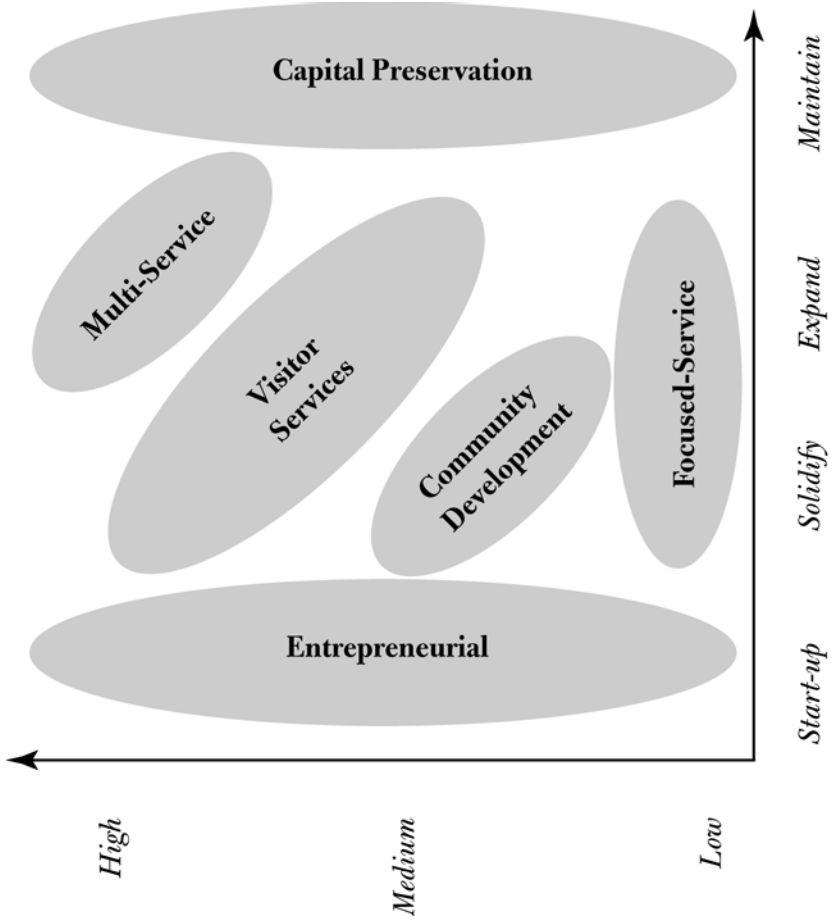 Capital Preservation
Maintain
Multi-Service
Expand
Visitor
Services
Focused-Service
Community
Development
Solidify
Entrepreneurial
Start-up
High
Medium
Low